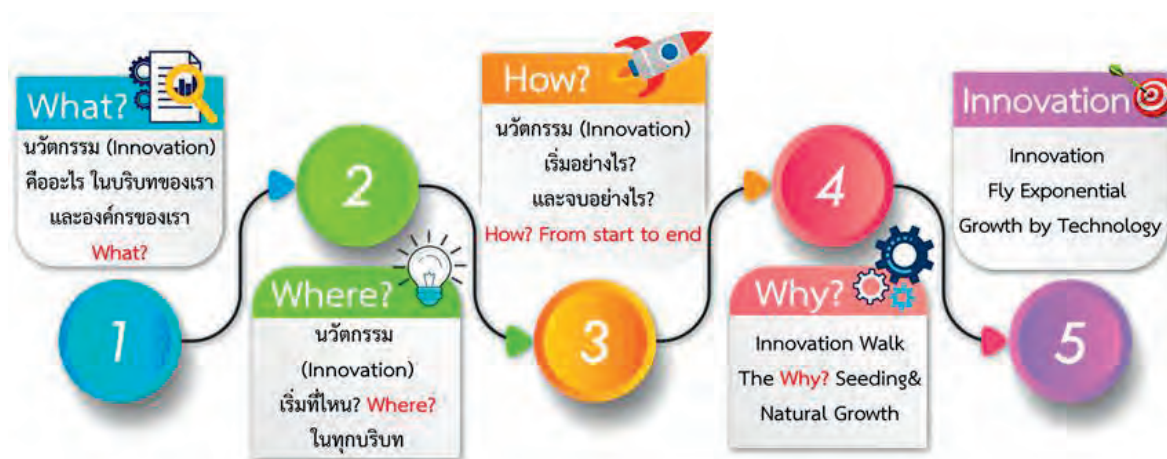 What?
นวัตกรรม (Innovation)
คืออะไร ในบริบทของเรา
และองค์กรของเรา
What?
1
2
Where?
นวัตกรรม
(Innovation)
เริ่มที่ไหน? Where?
ในทุกบริบท
How?
นวัตกรรม (Innovation)
เริ่มอย่างไร?
และจบอย่างไร?
How? From start to end
3
4
Why?
Innovation Walk
The Why? Seeding&
Natural Growth
Innovation
Innovation
Fly Exponential
Growth by Technology
5